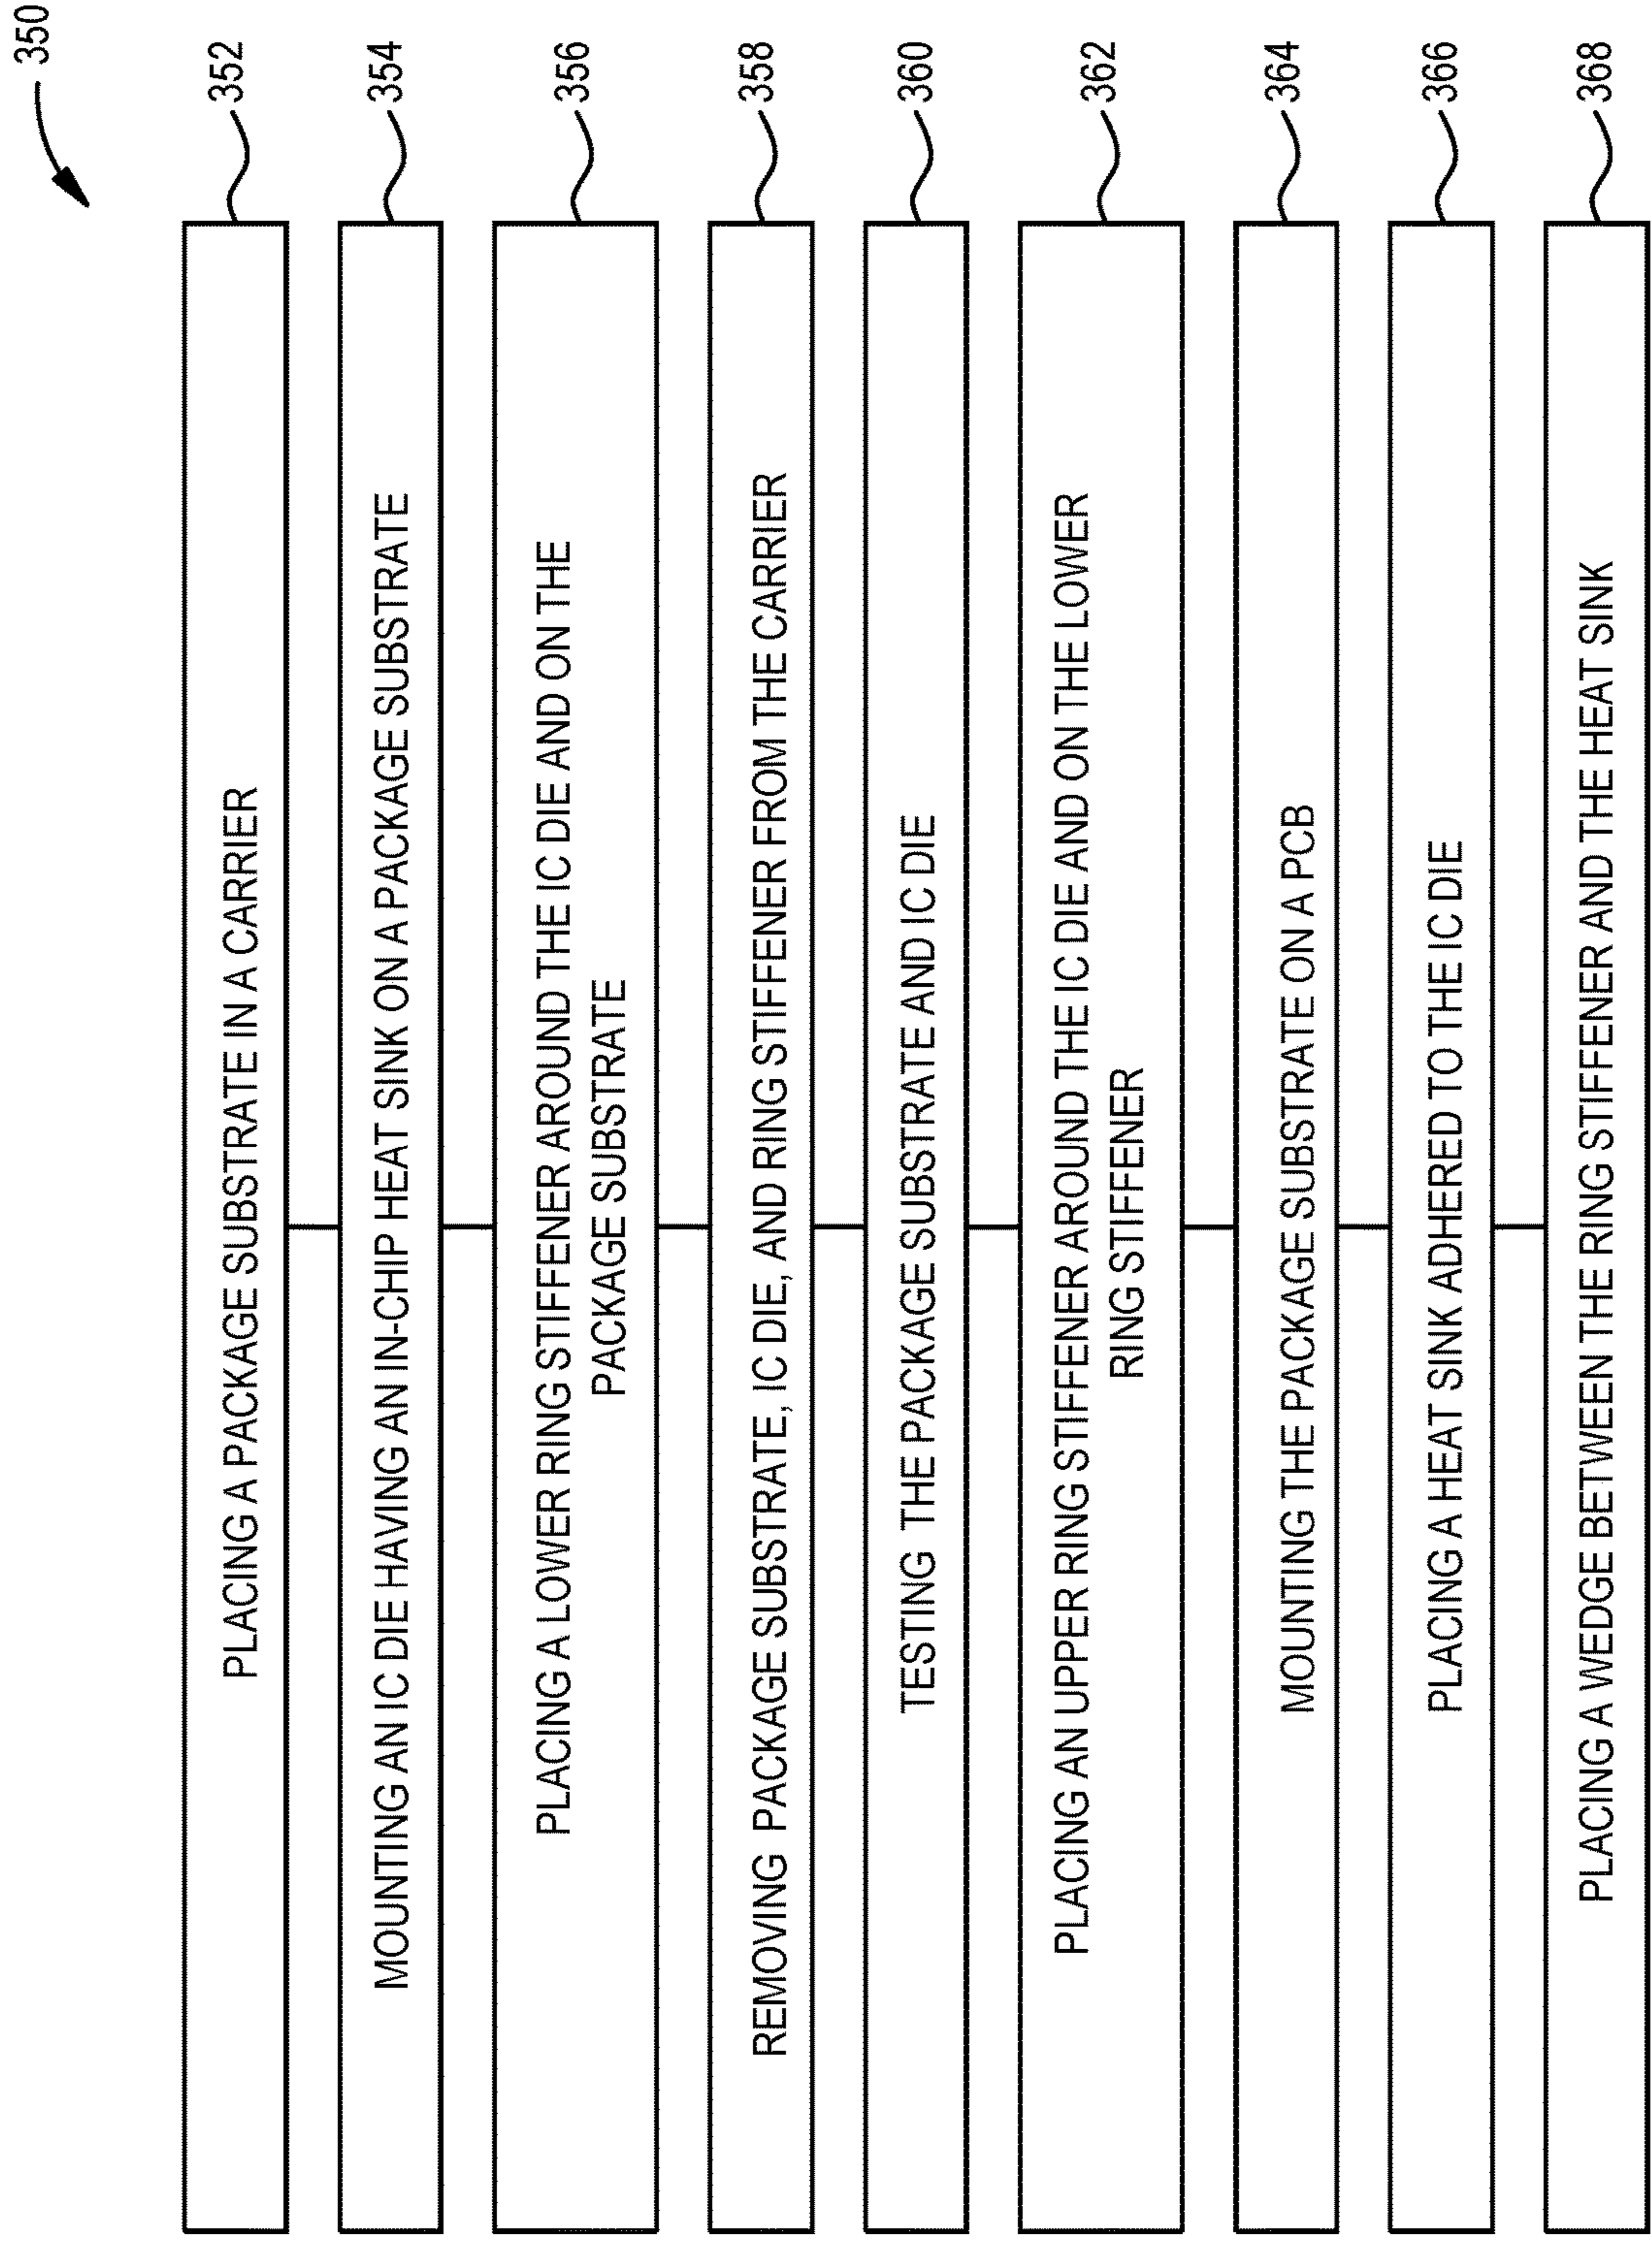 350
PLACING A PACKAGE SUBSTRATE IN A CARRIER
352
MOUNTING AN IC DIE HAVING AN IN-CHIP HEAT SINK ON A PACKAGE SUBSTRATE
354
PLACING A LOWER RING STIFFENER AROUND THE IC DIE AND ON THE
PACKAGE SUBSTRATE
356
REMOVING PACKAGE SUBSTRATE, IC DIE, AND RING STIFFENER FROM THE CARRIER
358
TESTING THE PACKAGE SUBSTRATE AND IC DIE
360
PLACING AN UPPER RING STIFFENER AROUND THE IC DIE AND ON THE LOWER
RING STIFFENER
362
MOUNTING THE PACKAGE SUBSTRATE ON A PCB
364
PLACING A HEAT SINK ADHERED TO THE IC DIE
366
PLACING A WEDGE BETWEEN THE RING STIFFENER AND THE HEAT SINK
368